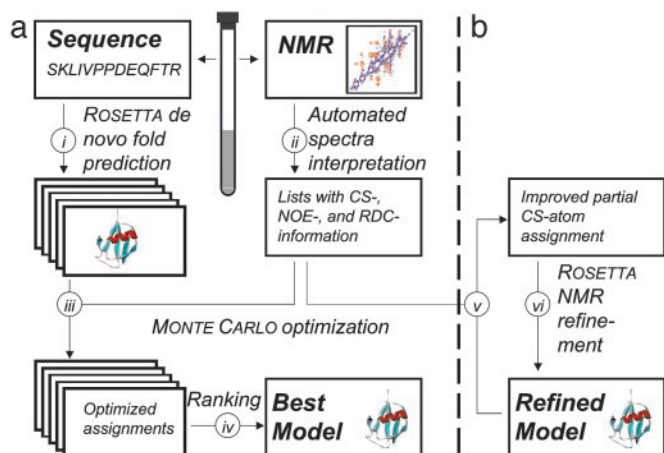 a
Sequence
SKLIVPPDEQFTR
NMR
b
i
ROSETTA de
novo fold
prediction
ii
Automated
spectra
interpretation
Lists with CS-,
NOE-, and RDC-
information
Improved partial
CS-atom
assignment
iii
MONTE CARLO optimization
v
vi
ROSETTA
NMR
refine-
ment
Optimized
assignments
Ranking
iv
Best
Model
Refined
Model